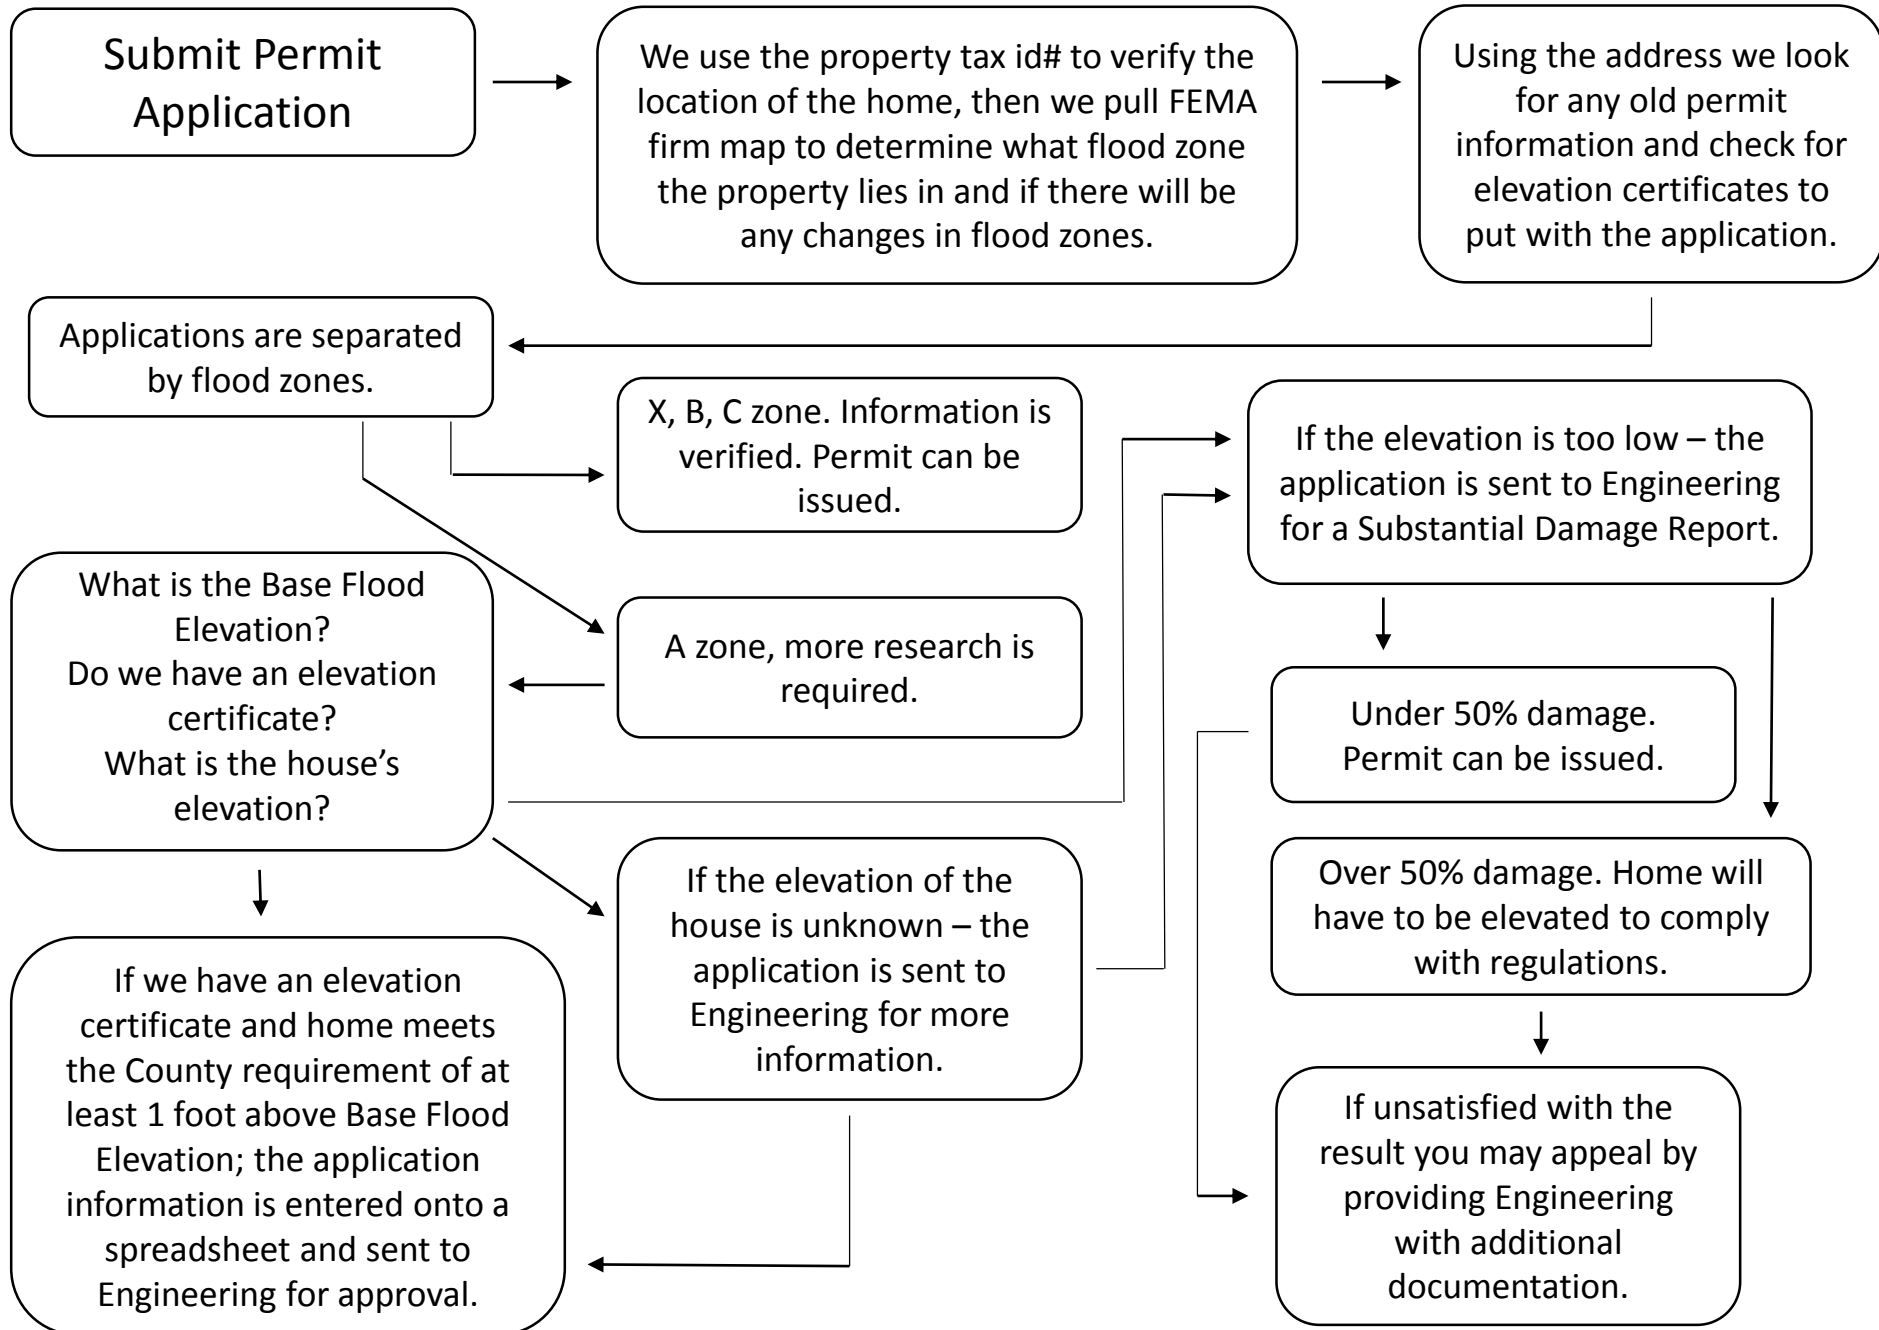 Submit Permit
Application
We use the property tax id# to verify the
location of the home, then we pull FEMA
firm map to determine what flood zone
the property lies in and if there will be
any changes in flood zones.
Using the address we look
for any old permit
information and check for
elevation certificates to
put with the application.
Applications are separated
by flood zones.
X, B, C zone. Information is
verified. Permit can be
issued.
If the elevation is too low – the
application is sent to Engineering
for a Substantial Damage Report.
What is the Base Flood
Elevation?
Do we have an elevation
certificate?
What is the house’s
elevation?
A zone, more research is
required.
Under 50% damage.
Permit can be issued.
If the elevation of the
house is unknown – the
application is sent to
Engineering for more
information.
Over 50% damage. Home will
have to be elevated to comply
with regulations.
If we have an elevation
certificate and home meets
the County requirement of at
least 1 foot above Base Flood
Elevation; the application
information is entered onto a
spreadsheet and sent to
Engineering for approval.
If unsatisfied with the
result you may appeal by
providing Engineering
with additional
documentation.